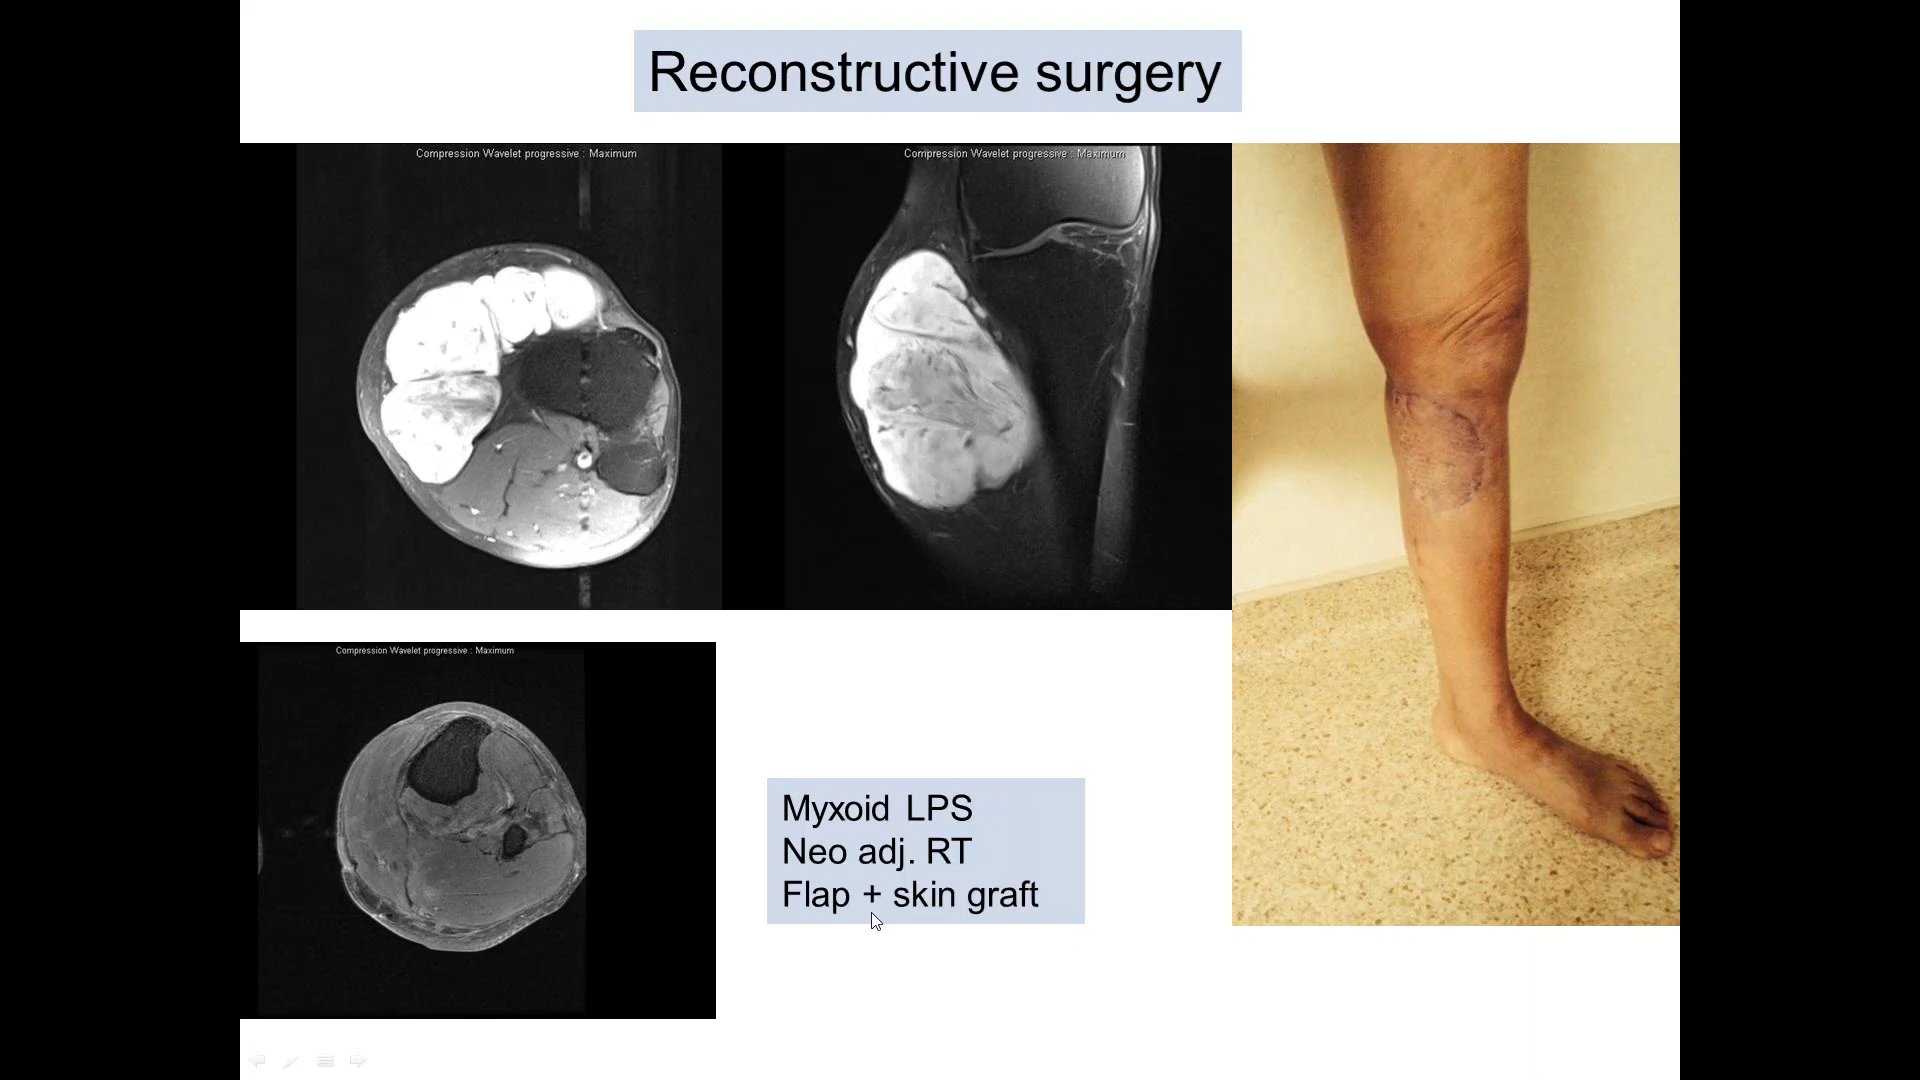 Reconstructive surgery
Compression Wavelet progressive : Maximum
Compression Wavelet progressive : Maximum
Compression Wavelet progressive : Maximum
Myxoid LPS
Neo adj. RT
Flap + skin graft